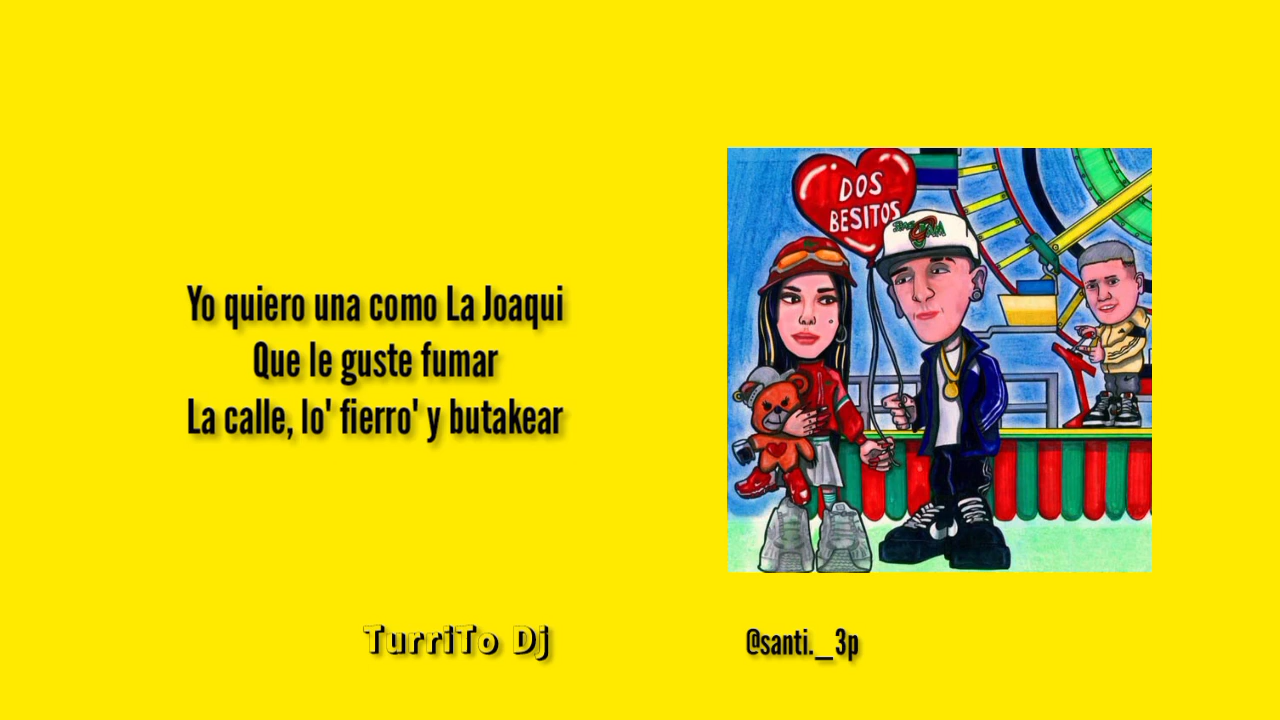 Yo quiero una como La Joaqui
Que le guste fumar
La calle, lo' fierro' y butakear
DOS
BESITOS
TurriTo Dj
@santi._3p